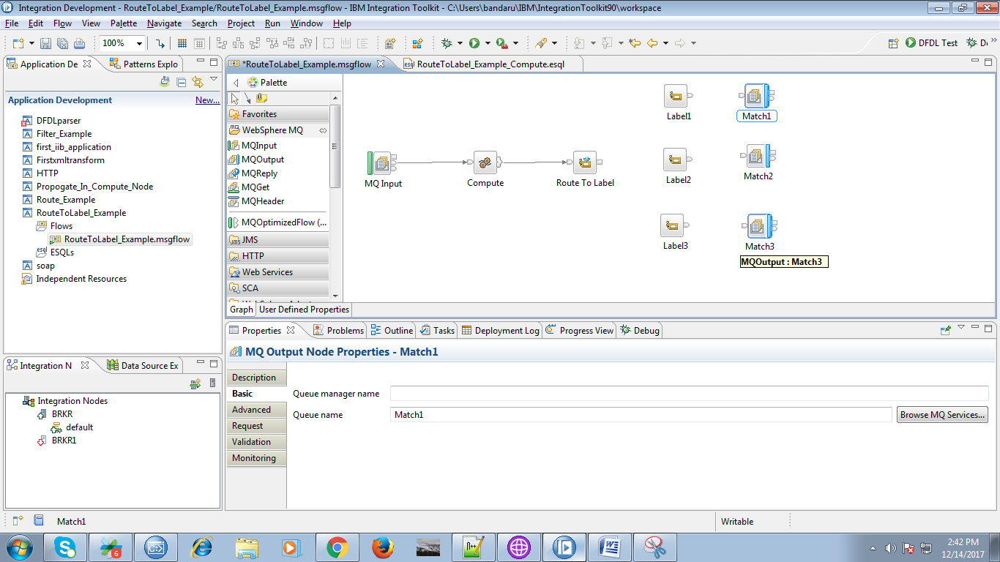 Integration Development - RouteToLabel_Example/RouteToLabel_Example.msgflow - IBM Integration Toolkit - C:\Users\bandaru\IBM\IntegrationToolkit90\workspace
File Edit Flow View Palette Navigate Search Project Run Window Help
100% DFDL Test D
Application De Patterns Explo
Application Development New...
DFDLparser
Filter_Example
first_iib_application
Firstxmltransform
HTTP
Propogate_In_Compute_Node
Route_Example
RouteToLabel_Example
Flows
RouteToLabel_Example.msgflow
ESQLs
soap
Independent Resources
*RouteToLabel_Example.msgflow RouteToLabel_Example_Compute.esql
Palette
Favorites
WebSphere MQ
MQInput
MQOutput
MQReply
MQGet
MQHeader
MQOptimizedFlow (...
JMS
HTTP
Web Services
SCA
MQ Input
Compute
Route To Label
Label1
Match1
Label2
Match2
Label3
Match3
MQOutput : Match3
Graph User Defined Properties
Integration N Data Source Ex
Integration Nodes
BRKR
default
BRKR1
Properties Problems Outline Tasks Deployment Log Progress View Debug
MQ Output Node Properties - Match1
Description
Basic
Advanced
Request
Validation
Monitoring
Queue manager name
Queue name Match1 Browse MQ Services...
Match1 Writable
6
2:42 PM
12/14/2017